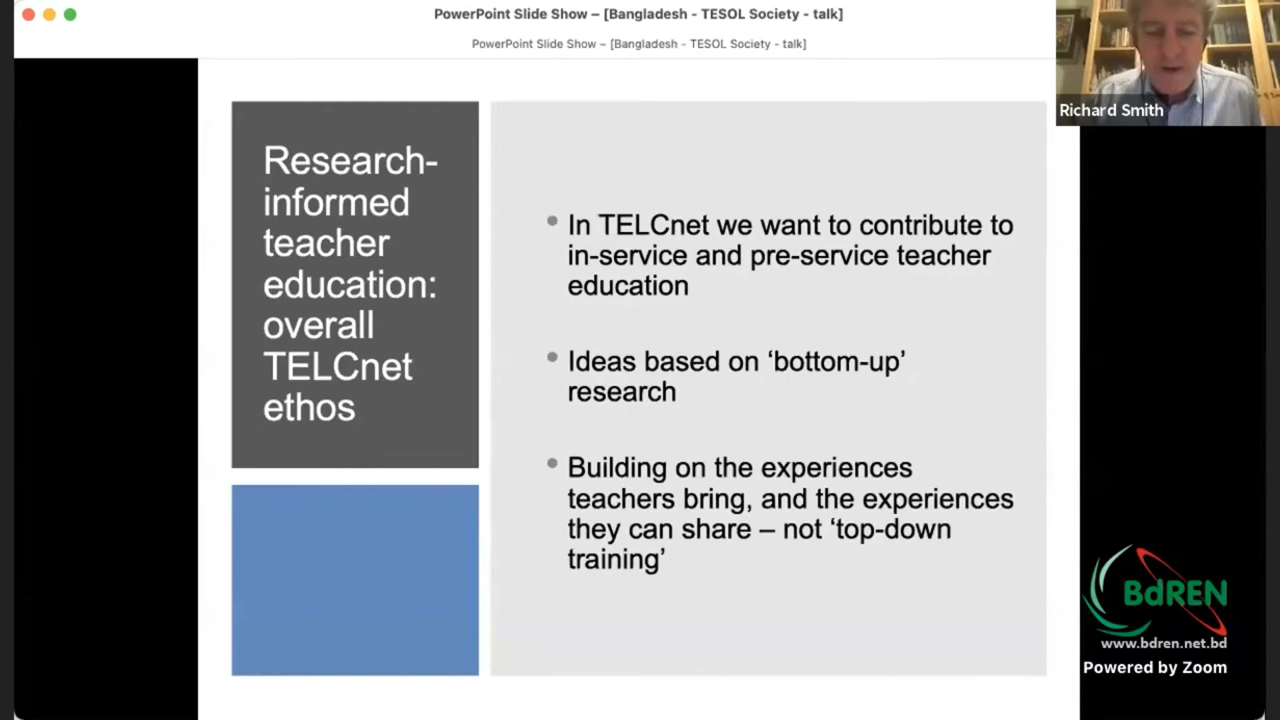 PowerPoint Slide Show – [Bangladesh - TESOL Society - talk]
PowerPoint Slide Show – [Bangladesh - TESOL Society - talk]
Richard Smith
Research-
informed
teacher
education:
overall
TELCnet
ethos
• In TELCnet we want to contribute to
in-service and pre-service teacher
education
• Ideas based on ‘bottom-up’
research
• Building on the experiences
teachers bring, and the experiences
they can share – not ‘top-down
training’
BdREN
www.bdren.net.bd
Powered by Zoom